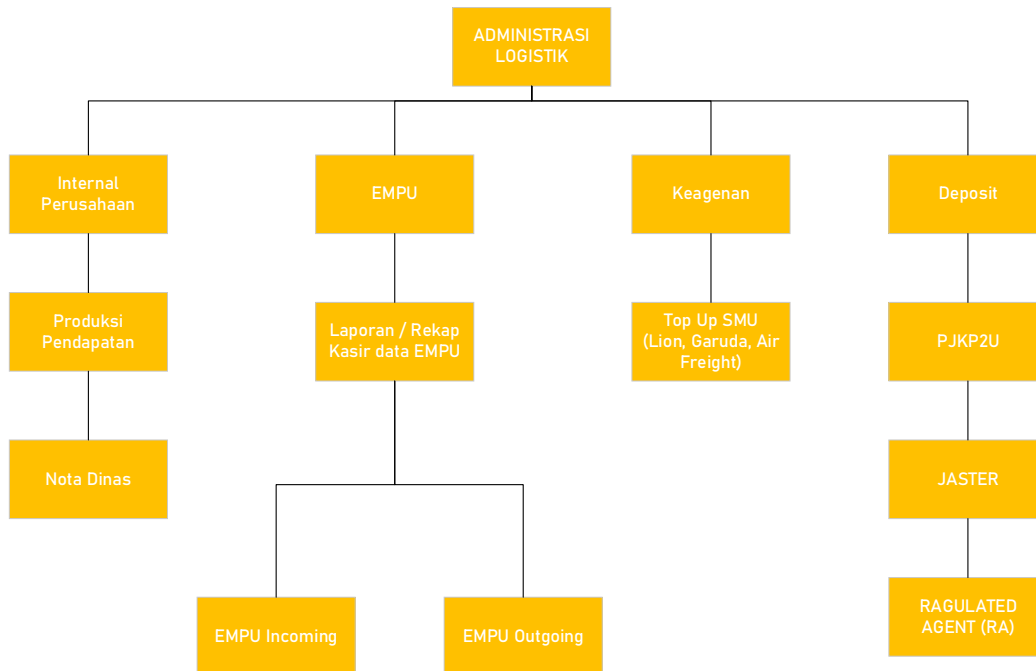 ADMINISTRASI
LOGISTIK
Internal
Perusahaan
EMPU
Keagenan
Deposit
Produksi
Pendapatan
Laporan / Rekap
Kasir data EMPU
Top Up SMU
(Lion, Garuda, Air
Freight)
PJKP2U
Nota Dinas
JASTER
EMPU Incoming
EMPU Outgoing
RAGULATED
AGENT (RA)